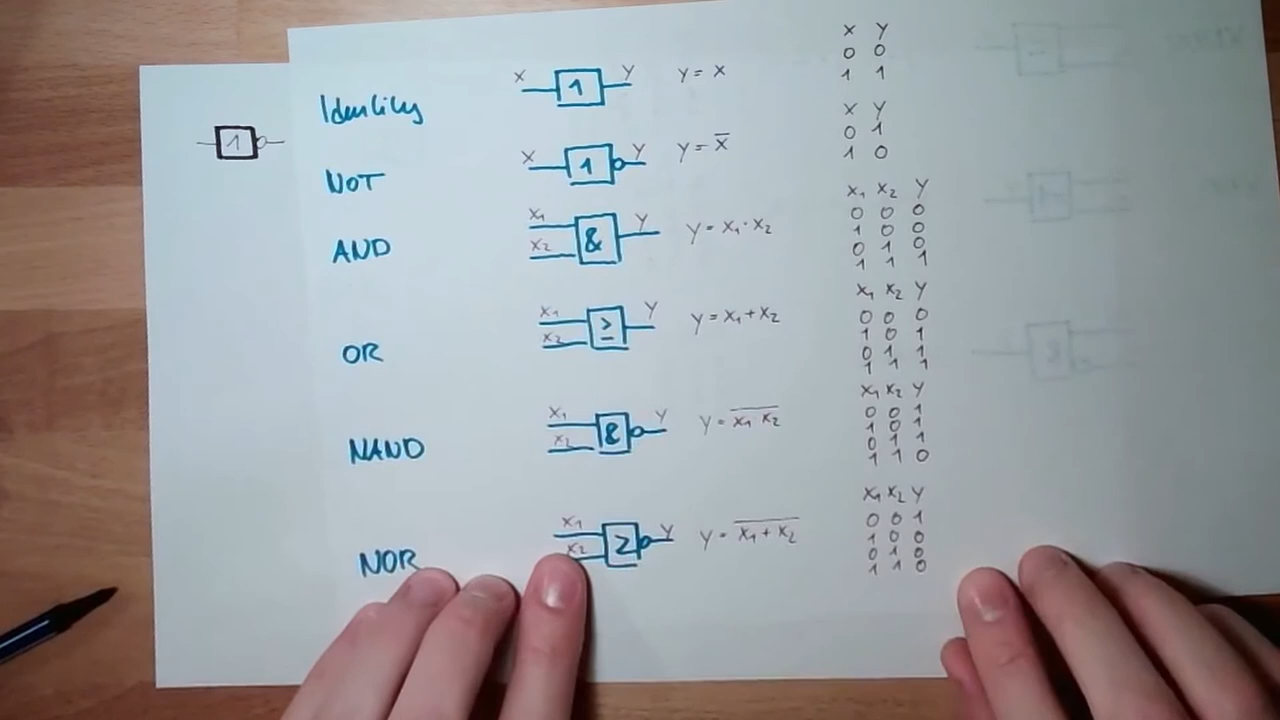 X Y
0 0
1 1
Identity X 1 Y Y = X
X Y
0 1
1 0
1
NOT X 1 Y Y = X̅
X₁ X₂ Y
0 0 0
1 0 0
0 1 0
1 1 1
AND X₁ X₂ & Y Y = X₁ · X₂
X₁ X₂ Y
0 0 0
1 0 1
0 1 1
1 1 1
OR X₁ X₂ ≥ Y Y = X₁ + X₂
X₁ X₂ Y
0 0 1
1 0 1
0 1 1
1 1 0
NAND X₁ X₂ & Y Y = X̅₁̅ ̅X̅₂̅
X₁ X₂ Y
0 0 1
1 0 0
0 1 0
1 1 0
NOR X₁ X₂ ≥ Y Y = X̅₁̅ ̅+̅ ̅X̅₂̅